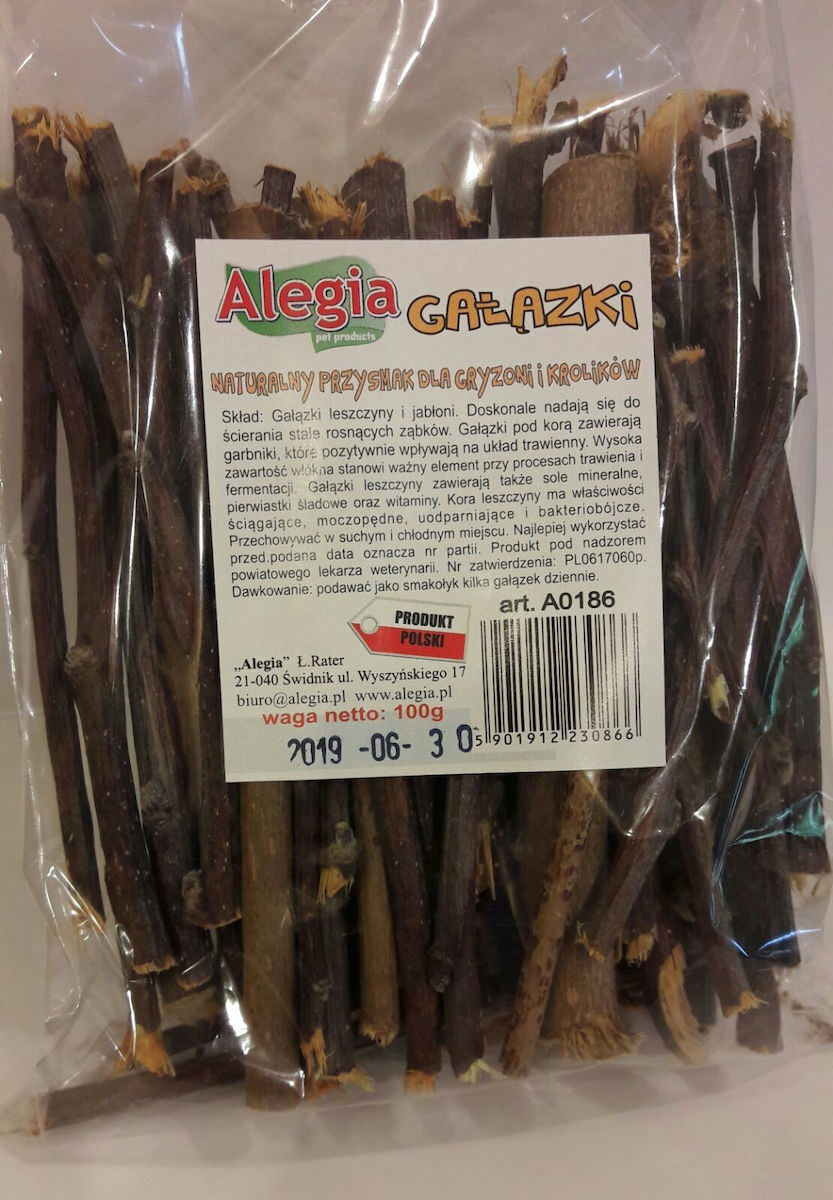 Alegia
pet products
GAŁĄZKi
NATURALNY PRZYSMAK DLA GRYZONi i KROLiKÓW
Skład: Gałązki leszczyny i jabłoni. Doskonale nadają się do
ścierania stale rosnących ząbków. Gałązki pod korą zawierają
garbniki, które pozytywnie wpływają na układ trawienny. Wysoka
zawartość włókna stanowi ważny element przy procesach trawienia i
fermentacji. Gałązki leszczyny zawierają także sole mineralne,
pierwiastki śladowe oraz witaminy. Kora leszczyny ma właściwości
ściągające, moczopędne, uodparniające i bakteriobójcze.
Przechowywać w suchym i chłodnym miejscu. Najlepiej wykorzystać
przed.podana data oznacza nr partii. Produkt pod nadzorem
powiatowego lekarza weterynarii. Nr zatwierdzenia: PL0617060p.
Dawkowanie: podawać jako smakołyk kilka gałązek dziennie.
art. A0186
PRODUKT
POLSKI
„Alegia” Ł.Rater
21-040 Świdnik ul. Wyszyńskiego 17
biuro@alegia.pl www.alegia.pl
waga netto: 100g
2019 -06- 30
5 901912 230866